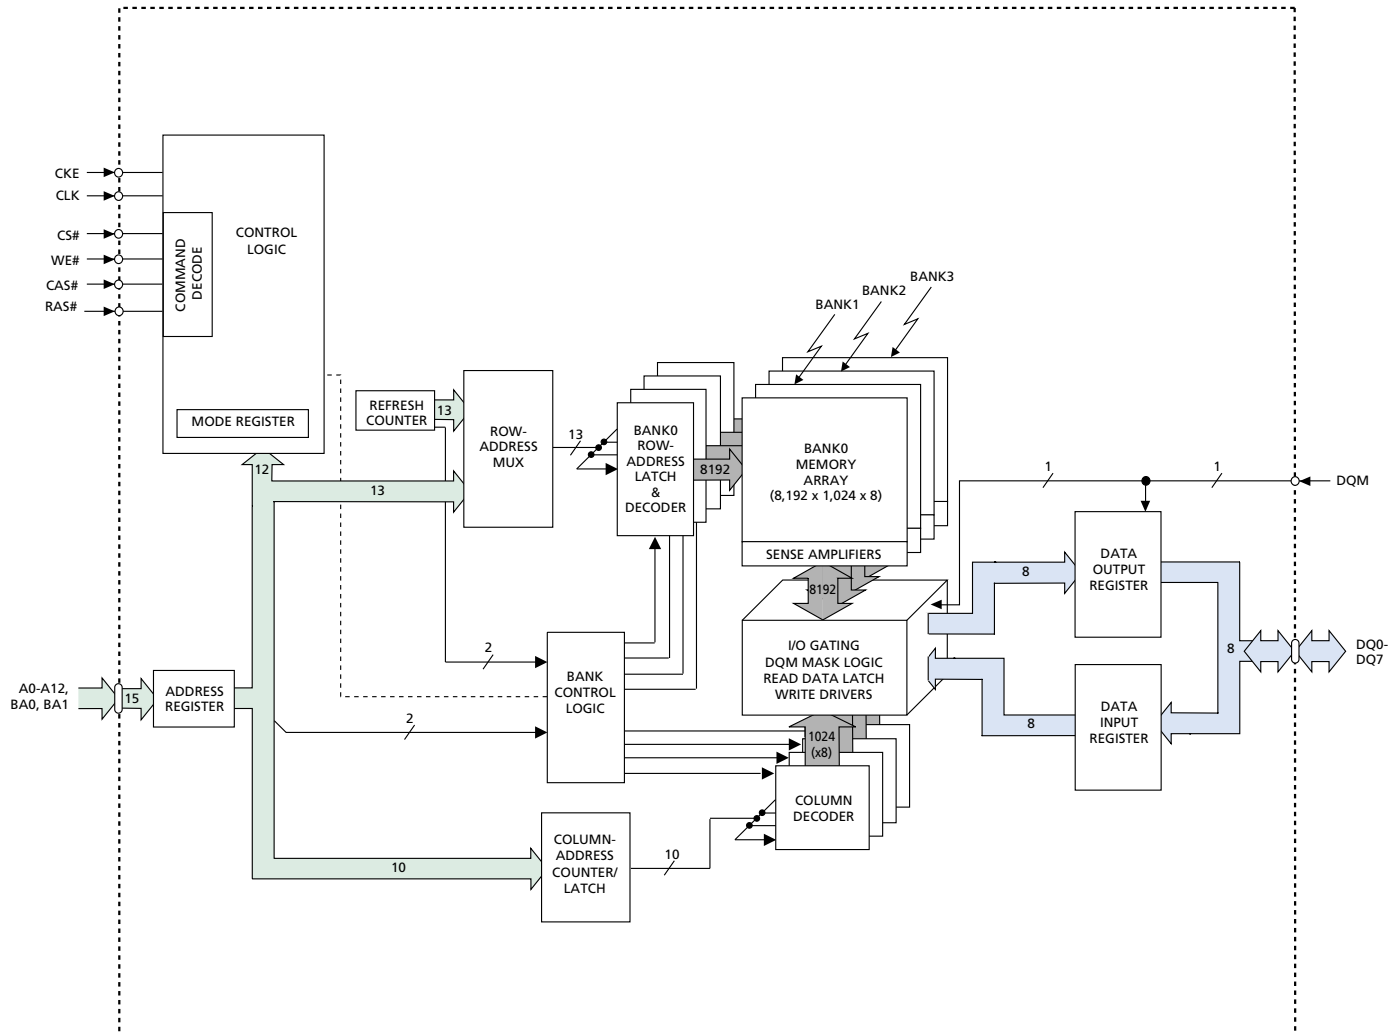 CKE
CLK
CS#
WE#
CAS#
RAS#
COMMAND
DECODE
CONTROL
LOGIC
MODE REGISTER
12
REFRESH
COUNTER
13
13
ROW-
ADDRESS
MUX
13
BANK0
ROW-
ADDRESS
LATCH
&
DECODER
8192
BANK1
BANK2
BANK3
BANK0
MEMORY
ARRAY
(8,192 x 1,024 x 8)
SENSE AMPLIFIERS
8192
I/O GATING
DQM MASK LOGIC
READ DATA LATCH
WRITE DRIVERS
1024
(x8)
COLUMN
DECODER
2
2
BANK
CONTROL
LOGIC
A0-A12,
BA0, BA1
15
ADDRESS
REGISTER
10
COLUMN-
ADDRESS
COUNTER/
LATCH
10
1
1
DQM
8
DATA
OUTPUT
REGISTER
8
DATA
INPUT
REGISTER
8
DQ0-
DQ7